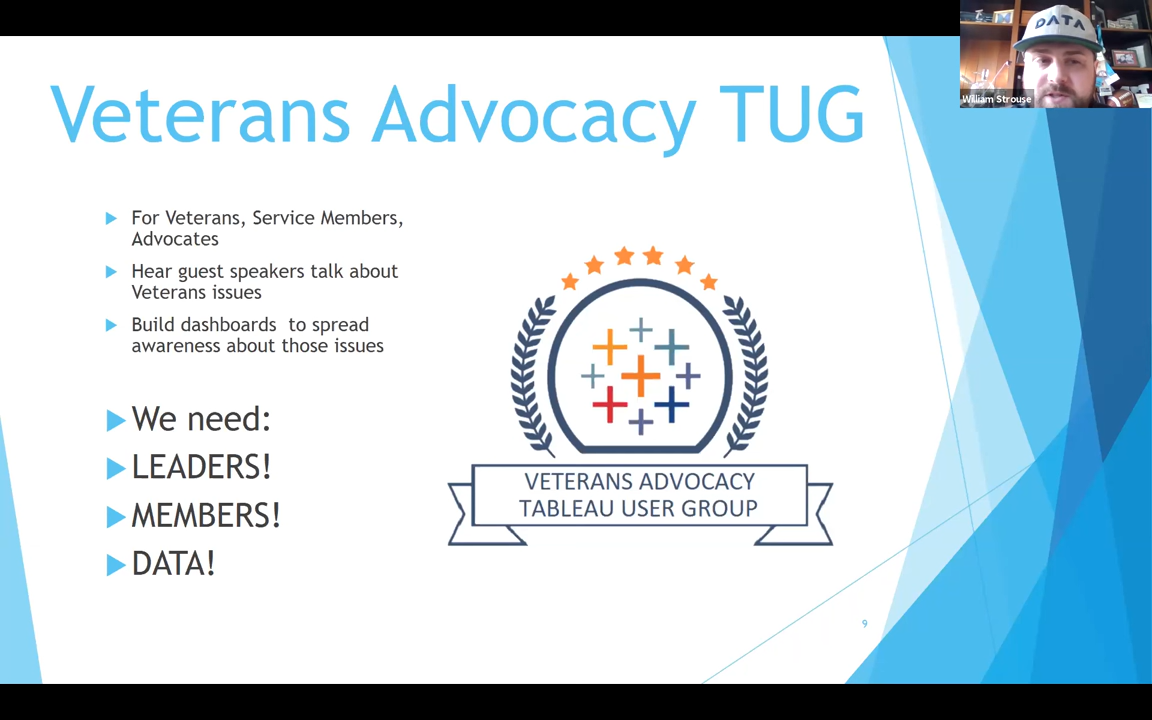 DATA
William Strouse
Veterans Advocacy TUG
For Veterans, Service Members,
Advocates
Hear guest speakers talk about
Veterans issues
Build dashboards to spread
awareness about those issues
We need:
LEADERS!
MEMBERS!
DATA!
VETERANS ADVOCACY
TABLEAU USER GROUP
9